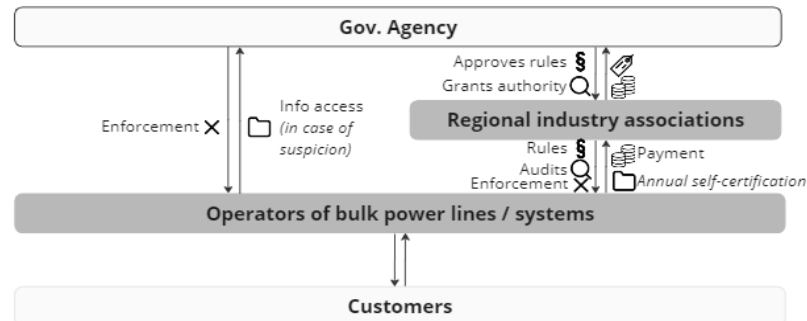 Gov. Agency
Approves rules §
Grants authority
Enforcement
Info access
(in case of
suspicion)
Regional industry associations
Rules §
Audits
Enforcement
Payment
Annual self-certification
Operators of bulk power lines / systems
Customers